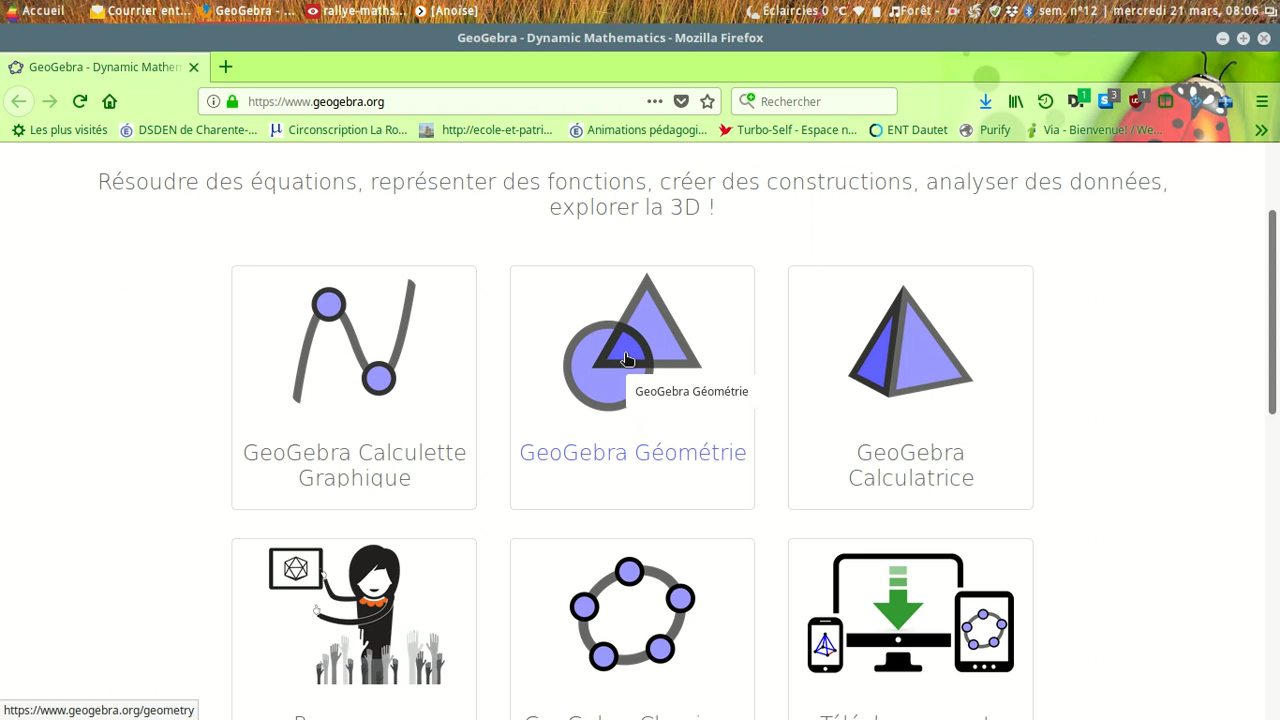 Accueil Courrier ent... GeoGebra - ... rallye-maths... [Anoise] Éclaircies 0 °C Forêt - sem. n°12 | mercredi 21 mars, 08:06
GeoGebra - Dynamic Mathematics - Mozilla Firefox
GeoGebra - Dynamic Mathem
https://www.geogebra.org Rechercher 1 3 1
Les plus visités DSDEN de Charente-... Circonscription La Ro... http://ecole-et-patri... Animations pédagogi... Turbo-Self - Espace n... ENT Dautet Purify Via - Bienvenue! / We...
Résoudre des équations, représenter des fonctions, créer des constructions, analyser des données,
explorer la 3D !
GeoGebra Géométrie
GeoGebra Calculette
Graphique
GeoGebra Géométrie
GeoGebra
Calculatrice
https://www.geogebra.org/geometry